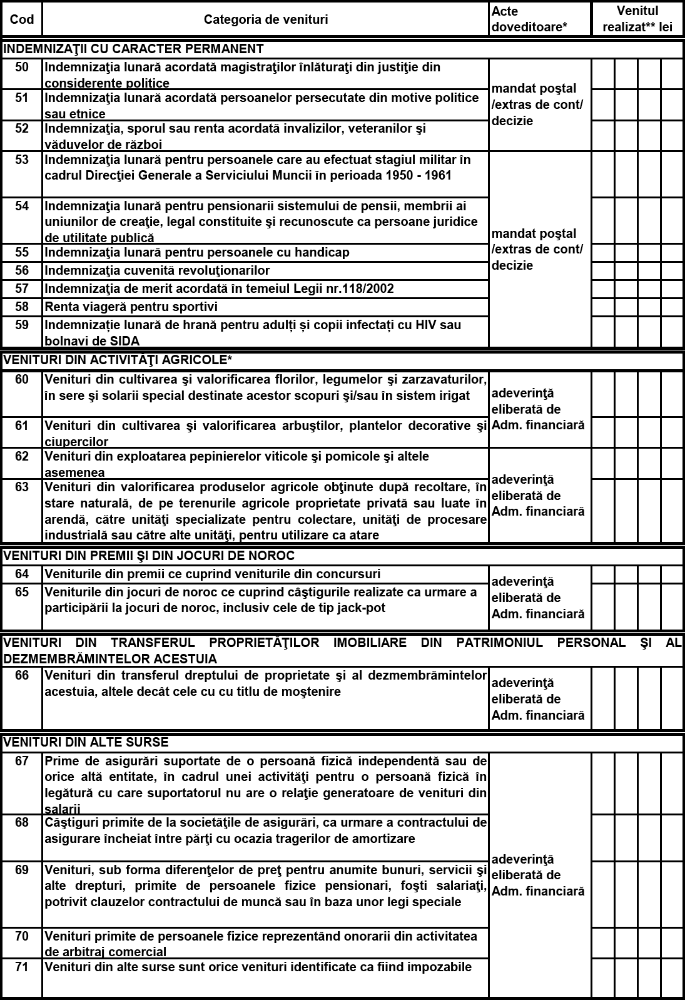 Cod
Categoria de venituri
Acte
doveditoare*
Venitul
realizat** lei
INDEMNIZAŢII CU CARACTER PERMANENT
50
Indemnizaţia lunară acordată magistraţilor înlăturaţi din justiţie din
considerente politice
51
Indemnizaţia lunară acordată persoanelor persecutate din motive politice
sau etnice
52
Indemnizaţia, sporul sau renta acordată invalizilor, veteranilor şi
văduvelor de război
mandat poştal
/extras de cont/
decizie
53
Indemnizaţia lunară pentru persoanele care au efectuat stagiul militar în
cadrul Direcţiei Generale a Serviciului Muncii în perioada 1950 - 1961
54
Indemnizaţia lunară pentru pensionarii sistemului de pensii, membrii ai
uniunilor de creaţie, legal constituite şi recunoscute ca persoane juridice
de utilitate publică
55
Indemnizaţia lunară pentru persoanele cu handicap
56
Indemnizaţia cuvenită revoluţionarilor
57
Indemnizaţia de merit acordată în temeiul Legii nr.118/2002
58
Renta viageră pentru sportivi
59
Indemnizație lunară de hrană pentru adulți și copii infectați cu HIV sau
bolnavi de SIDA
mandat poştal
/extras de cont/
decizie
VENITURI DIN ACTIVITĂŢI AGRICOLE*
60
Venituri din cultivarea şi valorificarea florilor, legumelor şi zarzavaturilor,
în sere şi solarii special destinate acestor scopuri şi/sau în sistem irigat
61
Venituri din cultivarea şi valorificarea arbuştilor, plantelor decorative şi
ciupercilor
adeverinţă
eliberată de
Adm. financiară
62
Venituri din exploatarea pepinierelor viticole şi pomicole şi altele
asemenea
63
Venituri din valorificarea produselor agricole obţinute după recoltare, în
stare naturală, de pe terenurile agricole proprietate privată sau luate în
arendă, către unităţi specializate pentru colectare, unităţi de procesare
industrială sau către alte unităţi, pentru utilizare ca atare
adeverinţă
eliberată de
Adm. financiară
VENITURI DIN PREMII ŞI DIN JOCURI DE NOROC
64
Veniturile din premii ce cuprind veniturile din concursuri
65
Veniturile din jocuri de noroc ce cuprind câştigurile realizate ca urmare a
participării la jocuri de noroc, inclusiv cele de tip jack-pot
adeverinţă
eliberată de
Adm. financiară
VENITURI DIN TRANSFERUL PROPRIETĂŢILOR IMOBILIARE DIN PATRIMONIUL PERSONAL ŞI AL
DEZMEMBRĂMINTELOR ACESTUIA
66
Venituri din transferul dreptului de proprietate şi al dezmembrămintelor
acestuia, altele decât cele cu cu titlu de moştenire
adeverinţă
eliberată de
Adm. financiară
VENITURI DIN ALTE SURSE
67
Prime de asigurări suportate de o persoană fizică independentă sau de
orice altă entitate, în cadrul unei activităţi pentru o persoană fizică în
legătură cu care suportatorul nu are o relaţie generatoare de venituri din
salarii
68
Câştiguri primite de la societăţile de asigurări, ca urmare a contractului de
asigurare încheiat între părţi cu ocazia tragerilor de amortizare
69
Venituri, sub forma diferenţelor de preţ pentru anumite bunuri, servicii şi
alte drepturi, primite de persoanele fizice pensionari, foşti salariaţi,
potrivit clauzelor contractului de muncă sau în baza unor legi speciale
70
Venituri primite de persoanele fizice reprezentând onorarii din activitatea
de arbitraj comercial
71
Venituri din alte surse sunt orice venituri identificate ca fiind impozabile
adeverinţă
eliberată de
Adm. financiară